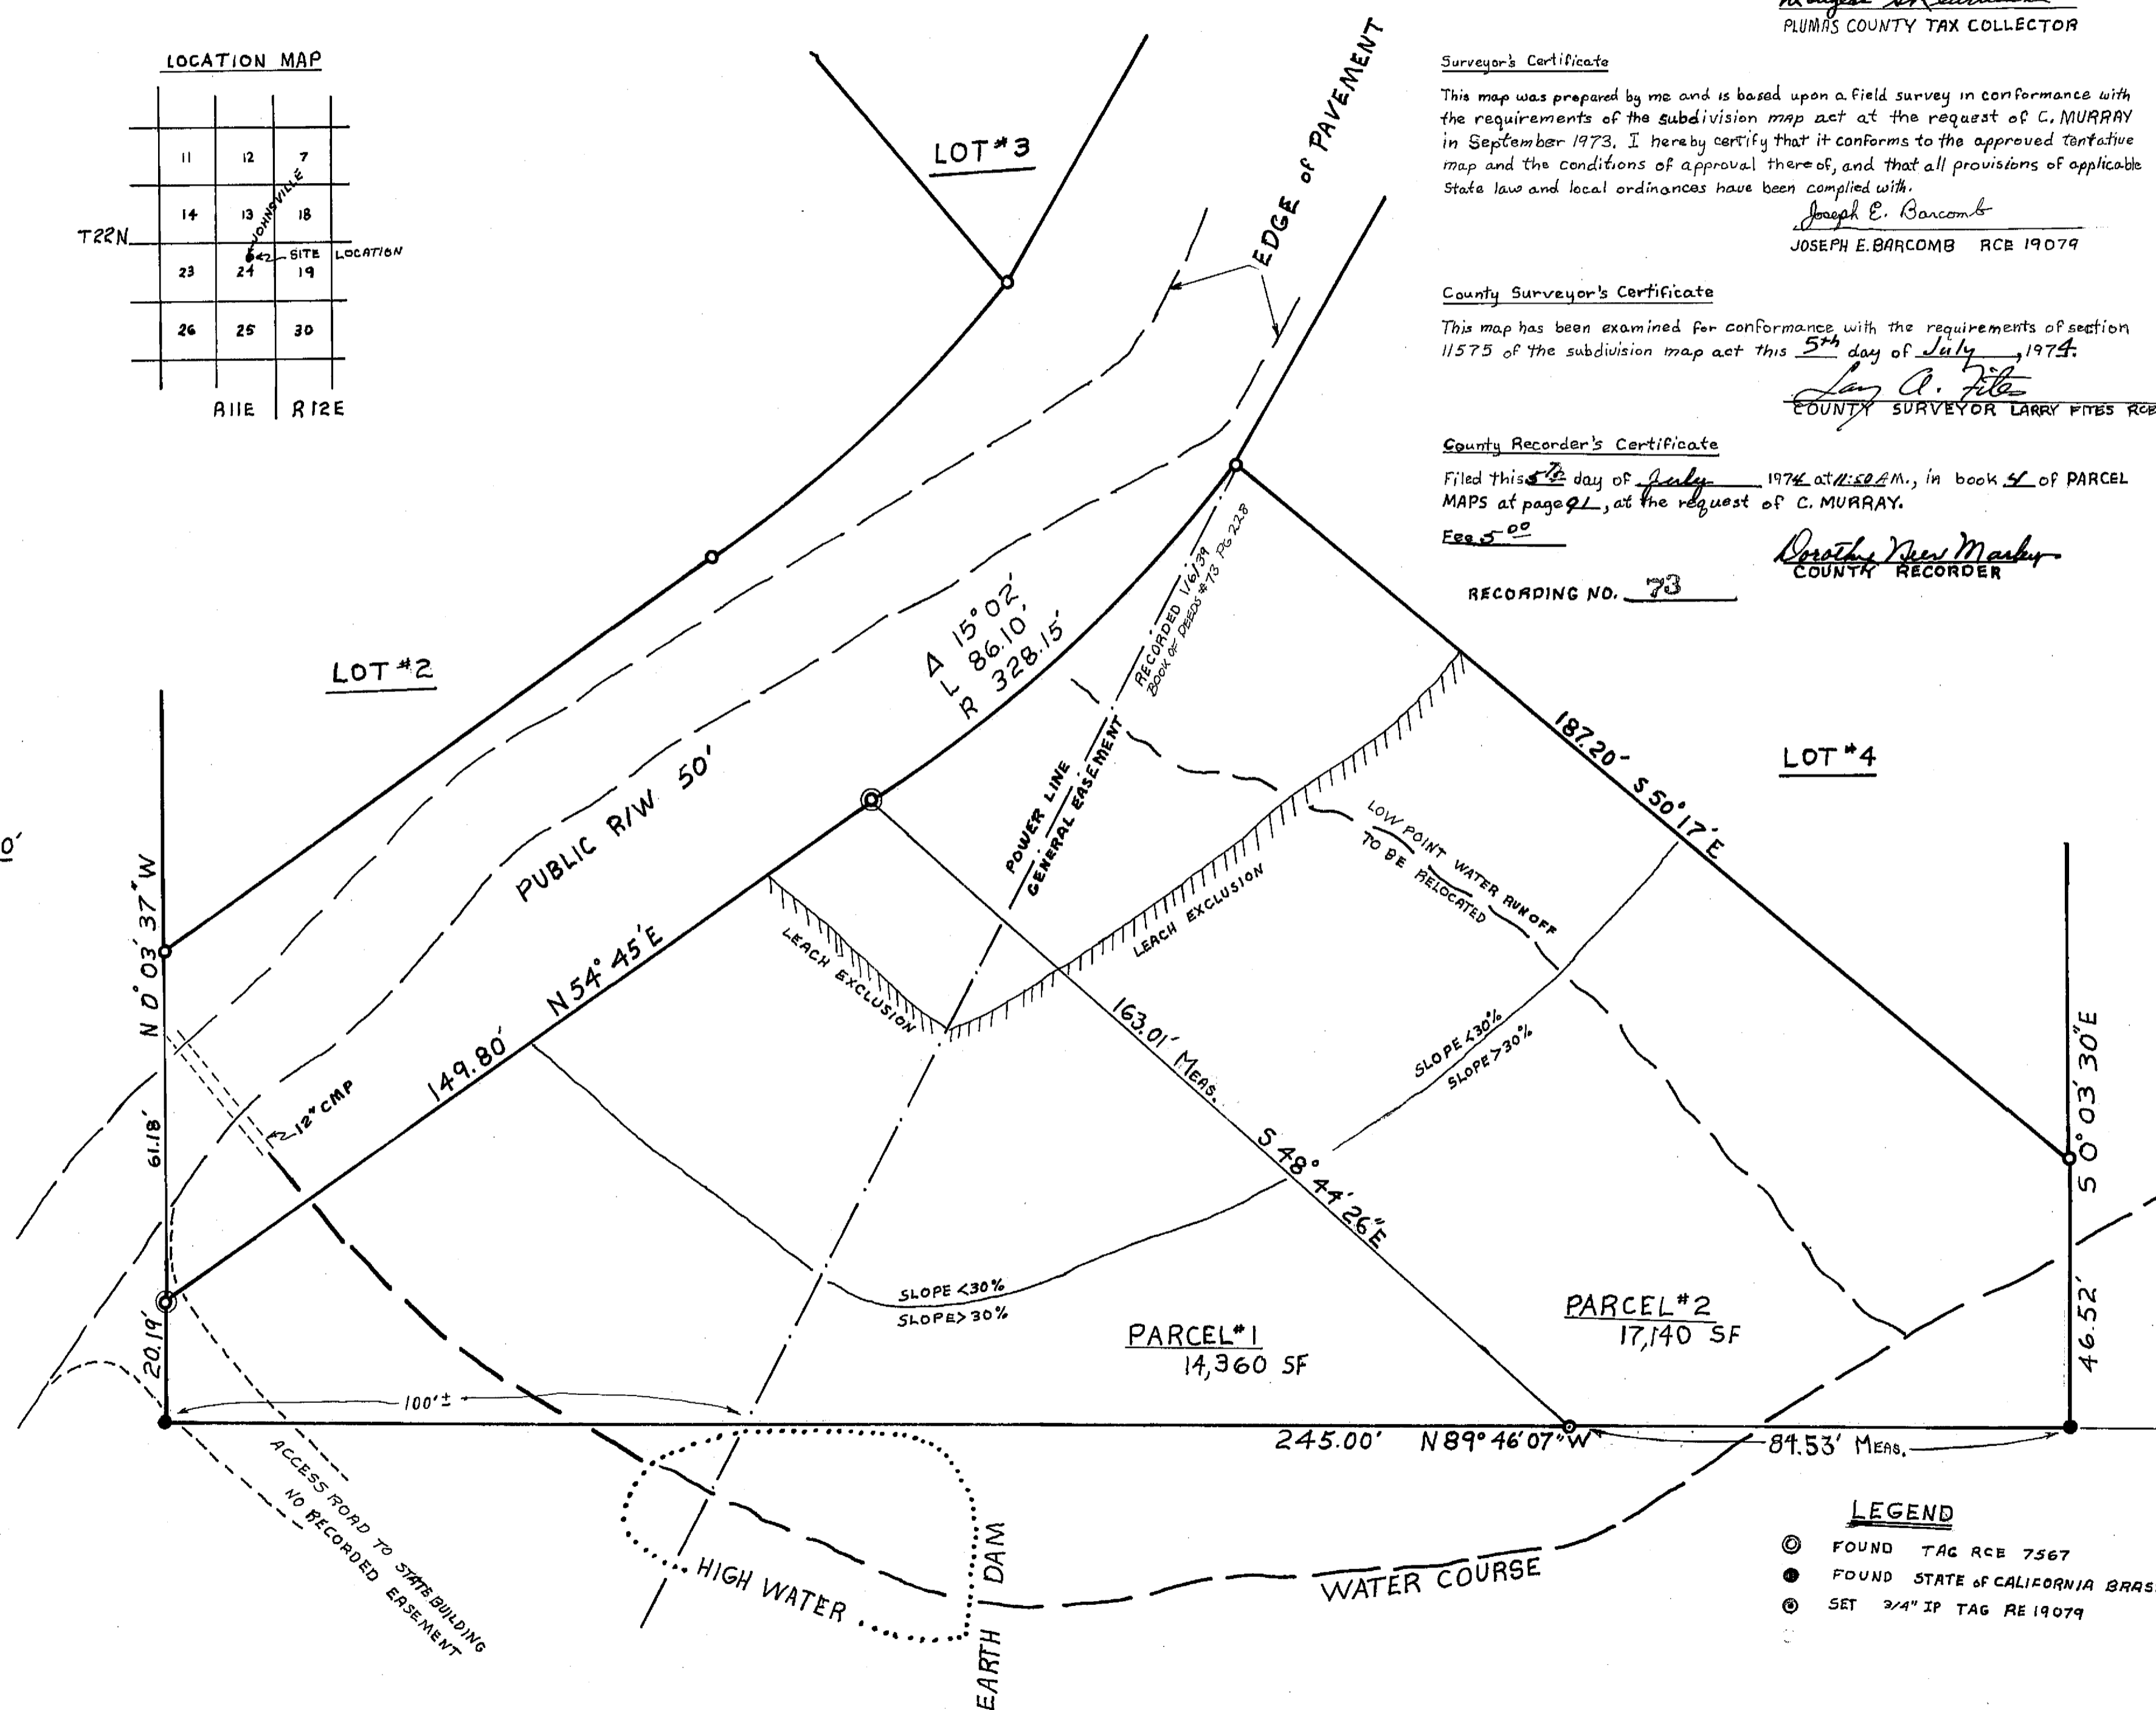 PLUMAS COUNTY TAX COLLECTOR
LOCATION MAP
11 12 7
14 13 18
JOHNSVILLE
T22N
SITE LOCATION
23 24 19
26 25 30
R11E R12E
Surveyor's Certificate
This map was prepared by me and is based upon a field survey in conformance with
the requirements of the subdivision map act at the request of C. MURRAY
in September 1973. I hereby certify that it conforms to the approved tentative
map and the conditions of approval there of, and that all provisions of applicable
State law and local ordinances have been complied with.
Joseph E. Barcomb
JOSEPH E. BARCOMB RCE 19079
County Surveyor's Certificate
This map has been examined for conformance with the requirements of section
11575 of the subdivision map act this 5th day of July, 1974.
COUNTY SURVEYOR LARRY FITES RCE
County Recorder's Certificate
Filed this 5th day of July 1974 at 11:50 AM., in book 4 of PARCEL
MAPS at page , at the request of C. MURRAY.
Fee 5 00
COUNTY RECORDER
RECORDING NO. 73
LOT #3
EDGE of PAVEMENT
LOT #2
Δ 15° 02'
L 86.10'
R 328.15'
RECORDED 1/6/39
BOOK OF DEEDS #73 PG 228
POWER LINE
GENERAL EASEMENT
PUBLIC R/W 50'
187.20' S 50° 17' E
LOT #4
LOW POINT WATER RUNOFF
TO BE RELOCATED
LEACH EXCLUSION
LEACH EXCLUSION
10'
N 0° 03' 37" W
61.18'
20.19'
149.80' N 54° 45' E
12" CMP
163.01' MEAS.
S 48° 44' 26" E
SLOPE <30%
SLOPE >30%
SLOPE <30%
SLOPE >30%
S 0° 03' 30" E
46.52'
PARCEL #1
14,360 SF
PARCEL #2
17,140 SF
100' ±
245.00' N 89° 46' 07" W
84.53' MEAS.
ACCESS ROAD TO STATE BUILDING
NO RECORDED EASEMENT
HIGH WATER
EARTH DAM
WATER COURSE
LEGEND
FOUND TAG RCE 7567
FOUND STATE of CALIFORNIA BRAS
SET 3/4" IP TAG RE 19079